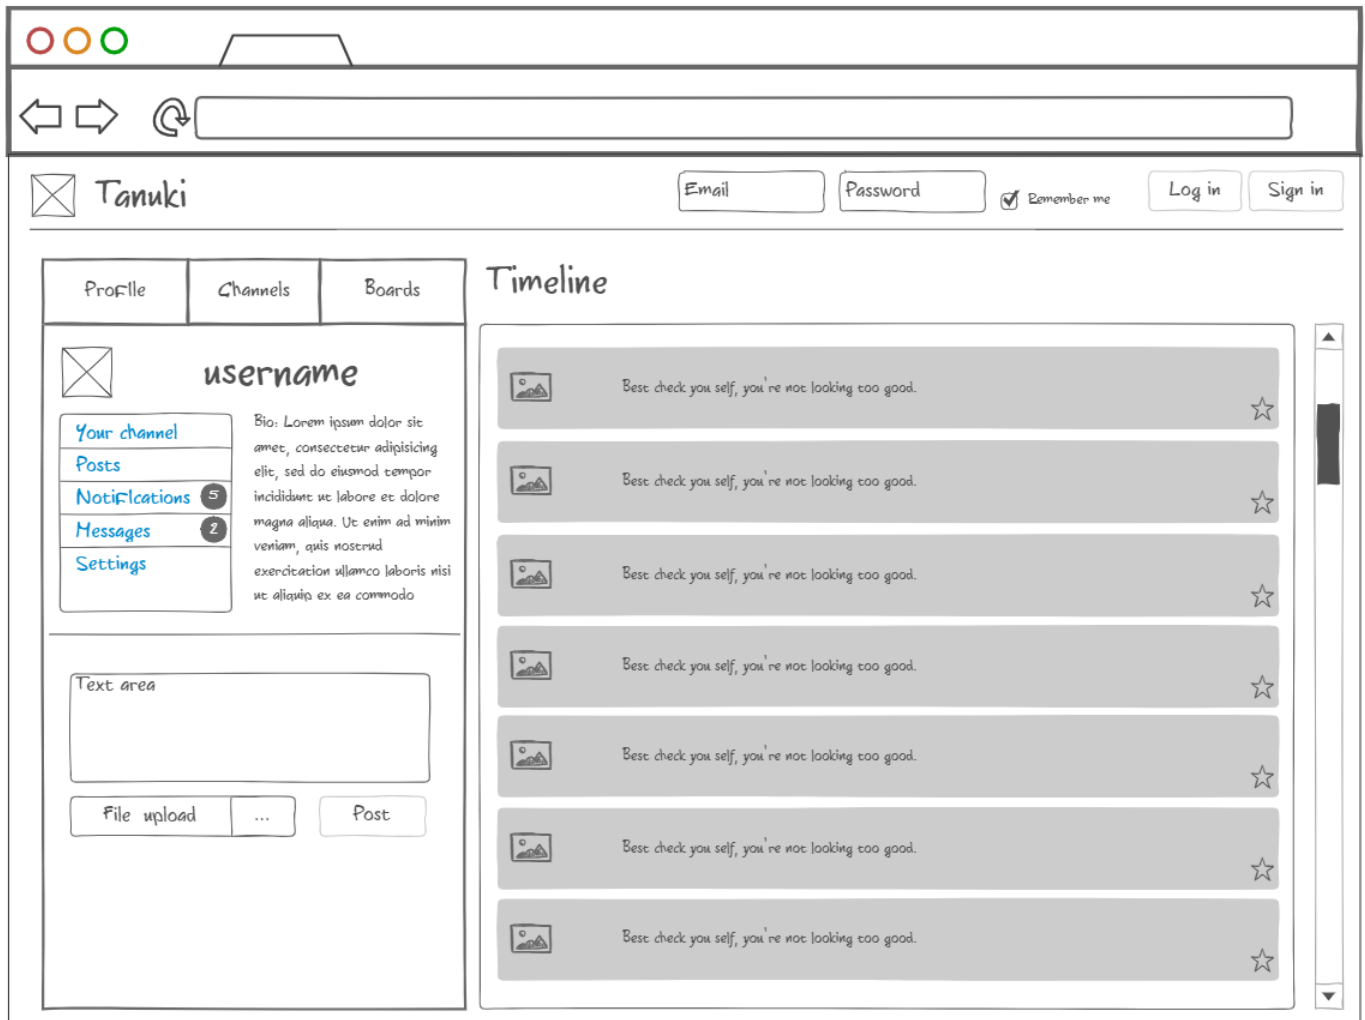 Tanuki
Email
Password
Remember me
Log in
Sign in
Profile
Channels
Boards
Timeline
username
Your channel
Posts
Notifications 5
Messages 2
Settings
Bio: Lorem ipsum dolor sit
amet, consectetur adipisicing
elit, sed do eiusmod tempor
incididunt ut labore et dolore
magna aliqua. Ut enim ad minim
veniam, quis nostrud
exercitation ullamco laboris nisi
ut aliquip ex ea commodo
Text area
File upload
...
Post
Best check you self, you're not looking too good.
Best check you self, you're not looking too good.
Best check you self, you're not looking too good.
Best check you self, you're not looking too good.
Best check you self, you're not looking too good.
Best check you self, you're not looking too good.
Best check you self, you're not looking too good.